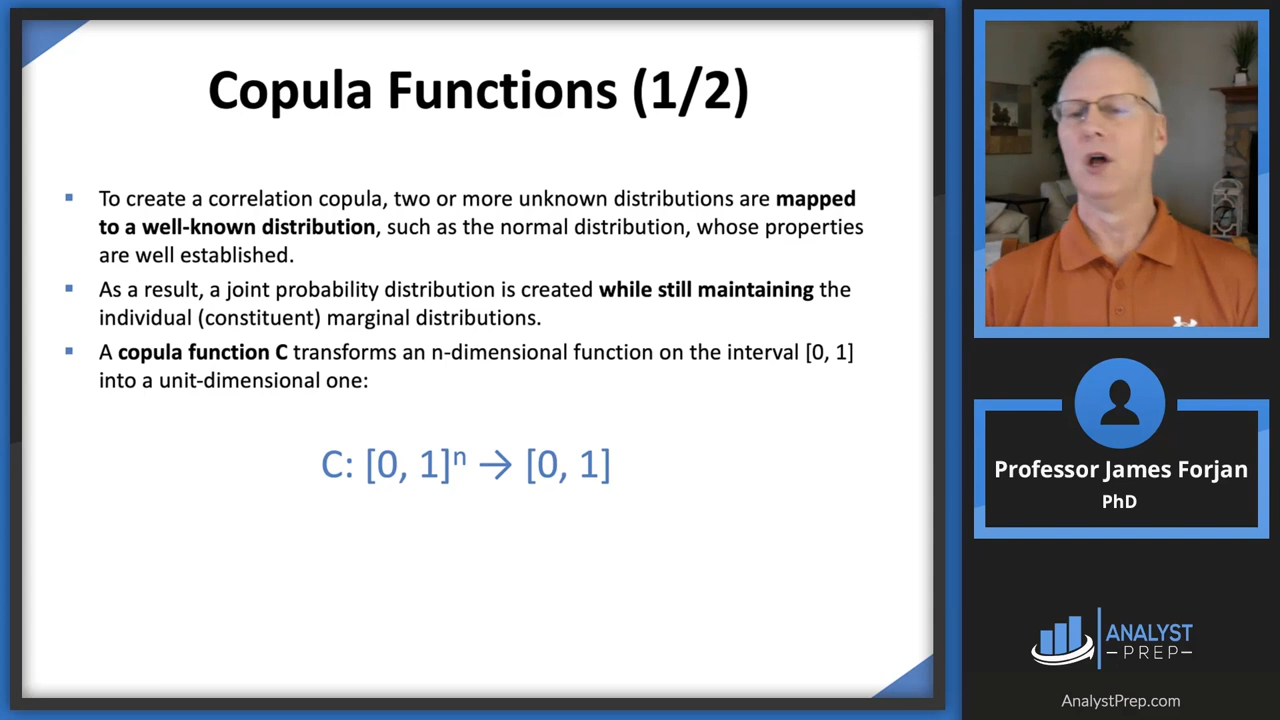 Copula Functions (1/2)
▪ To create a correlation copula, two or more unknown distributions are mapped
to a well-known distribution, such as the normal distribution, whose properties
are well established.
▪ As a result, a joint probability distribution is created while still maintaining the
individual (constituent) marginal distributions.
▪ A copula function C transforms an n-dimensional function on the interval [0, 1]
into a unit-dimensional one:
C: [0, 1]ⁿ → [0, 1]
Professor James Forjan
PhD
ANALYST
—PREP—
AnalystPrep.com